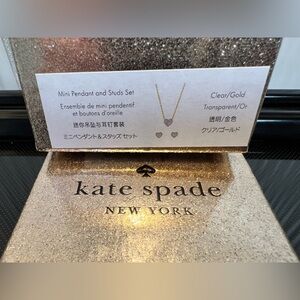 Mini Pendant and Studs Set
Ensemble de mini pendentif
et boutons d'oreille
迷你吊坠与耳钉套装
ミニペンダント&スタッズ セット
Clear/Gold
Transparent/Or
透明/金色
クリア/ゴールド
kate spade
NEW YORK